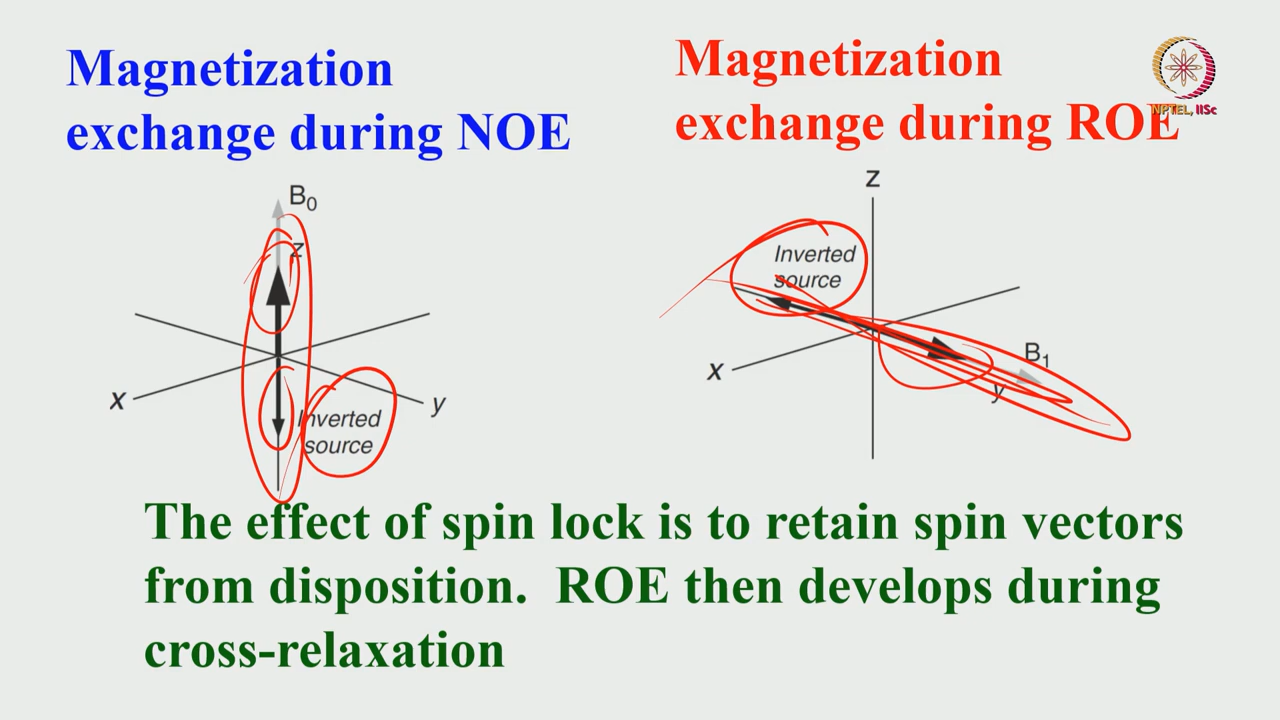 Magnetization
exchange during NOE
Magnetization
exchange during ROE
NPTEL, IISc
B0
z
x
y
Inverted
source
z
Inverted
source
x
B1
y
The effect of spin lock is to retain spin vectors
from disposition. ROE then develops during
cross-relaxation